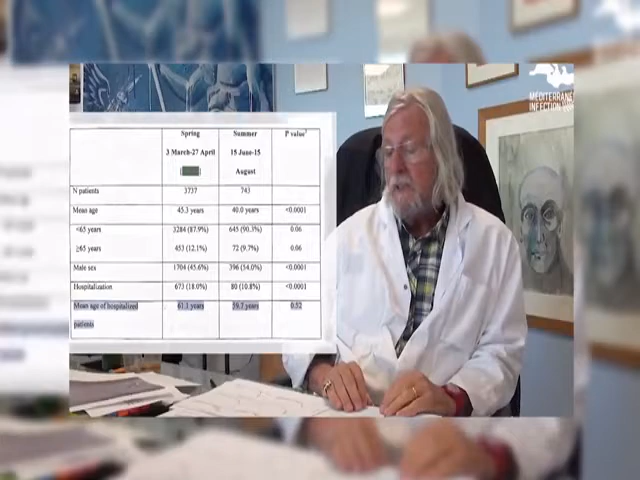 MÉDITERRANÉ
INFECTION
Spring Summer P value
3 March-27 April 15 June-15
August
N patients 3737 743
Mean age 45.3 years 40.0 years <0.0001
<65 years 3284 (87.9%) 645 (90.3%) 0.06
≥65 years 453 (12.1%) 72 (9.7%) 0.06
Male sex 1704 (45.6%) 396 (54.0%) <0.0001
Hospitalization 673 (18.0%) 80 (10.8%) <0.0001
Mean age of hospitalized 61.1 years 59.7 years 0.52
patients